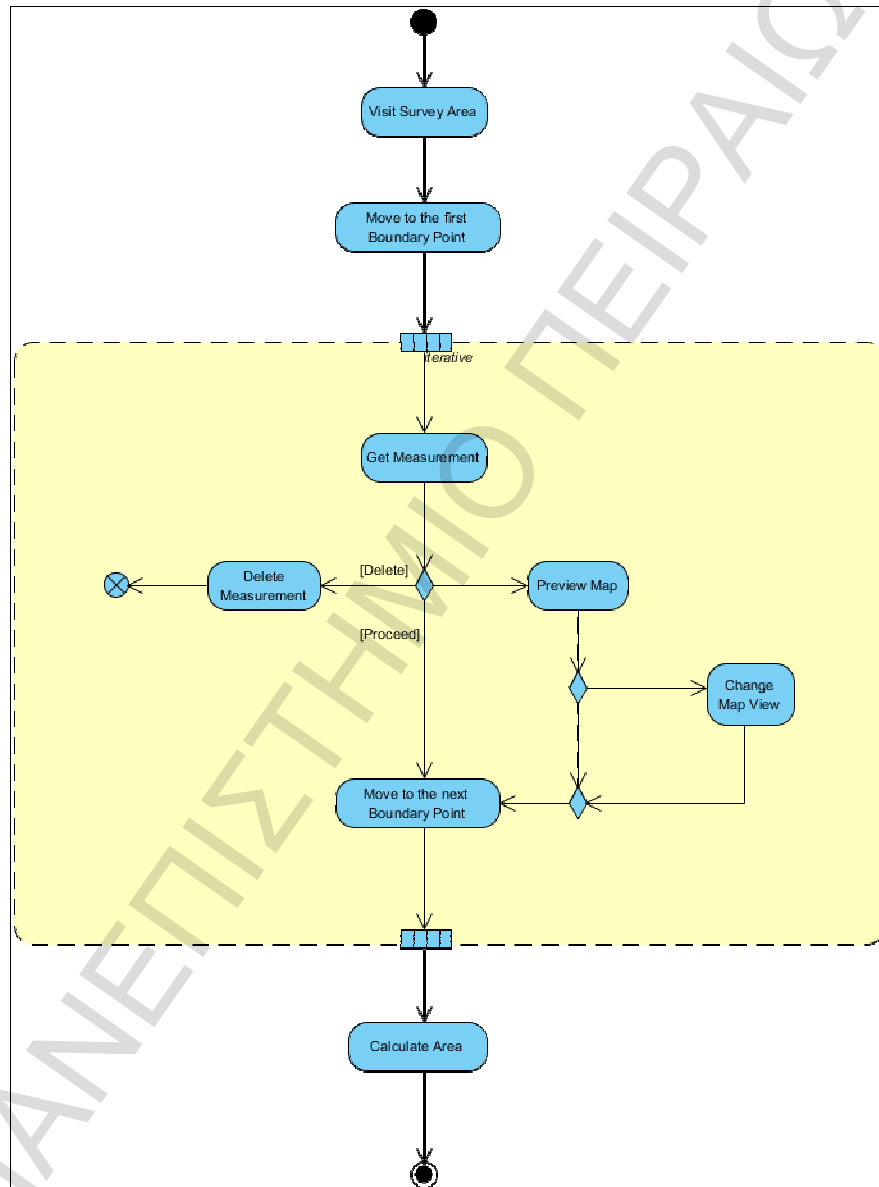 Visit Survey Area
Move to the first
Boundary Point
iterative
Get Measurement
[Delete]
Delete
Measurement
Preview Map
[Proceed]
Change
Map View
Move to the next
Boundary Point
Calculate Area
ΠΑΝΕΠΙΣΤΗΜΙΟ ΠΕΙΡΑΙΩ